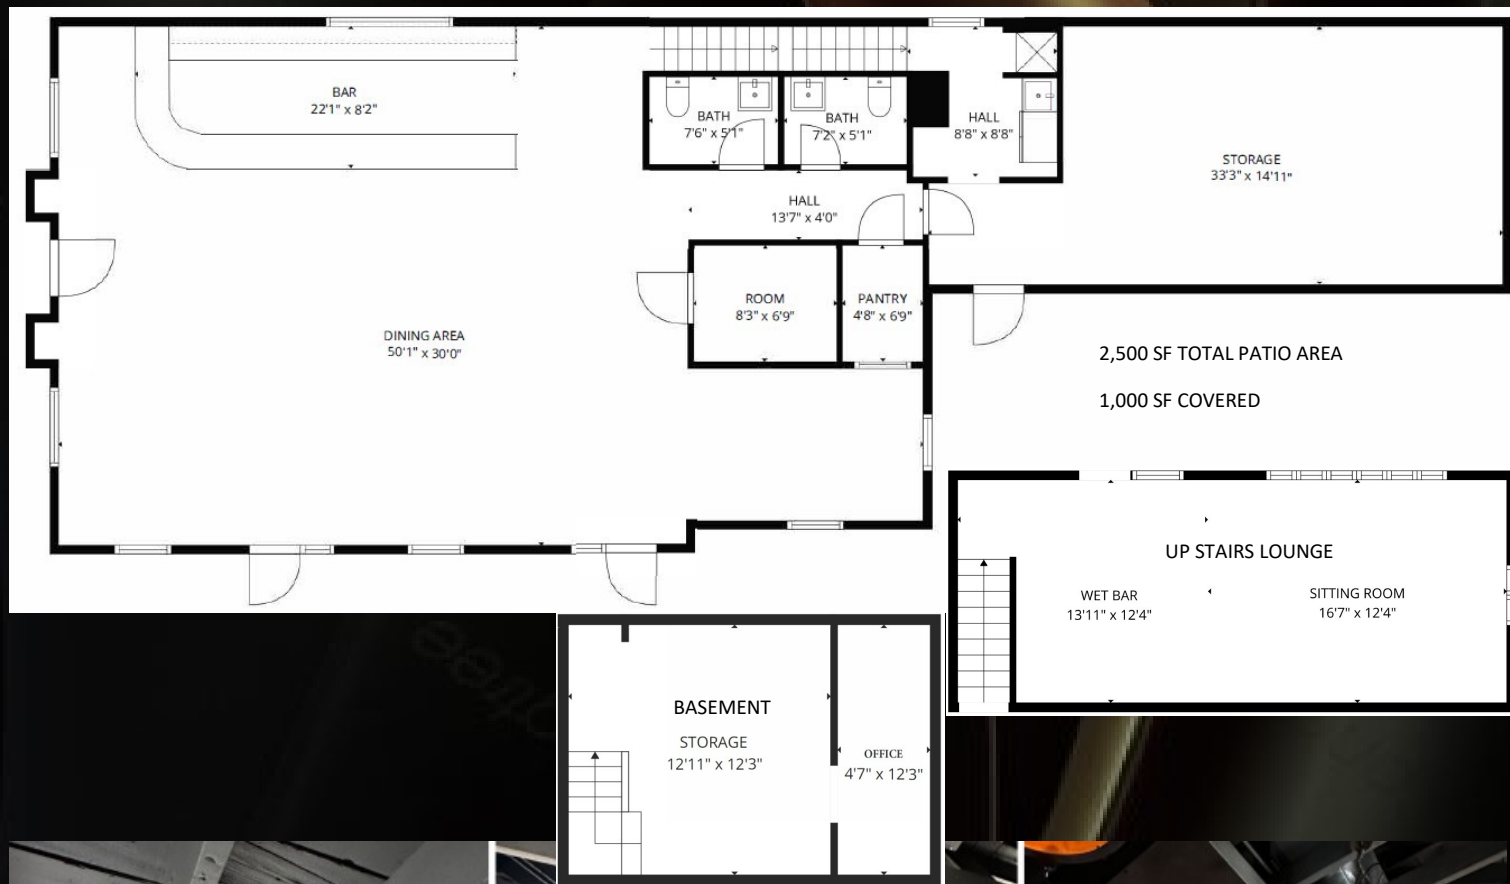 BAR
22'1" x 8'2"
BATH
7'6" x 5'1"
BATH
7'2" x 5'1"
HALL
8'8" x 8'8"
STORAGE
33'3" x 14'11"
HALL
13'7" x 4'0"
ROOM
8'3" x 6'9"
PANTRY
4'8" x 6'9"
DINING AREA
50'1" x 30'0"
2,500 SF TOTAL PATIO AREA
1,000 SF COVERED
UP STAIRS LOUNGE
WET BAR
13'11" x 12'4"
SITTING ROOM
16'7" x 12'4"
BASEMENT
STORAGE
12'11" x 12'3"
OFFICE
4'7" x 12'3"